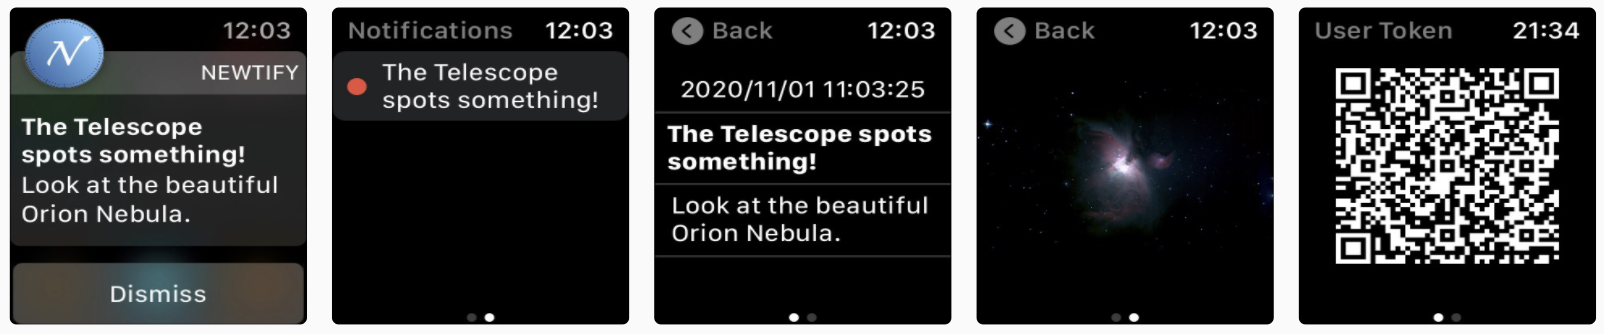 12:03
N
NEWTIFY
The Telescope
spots something!
Look at the beautiful
Orion Nebula.
Dismiss
Notifications 12:03
The Telescope
spots something!
Back 12:03
2020/11/01 11:03:25
The Telescope spots
something!
Look at the beautiful
Orion Nebula.
Back 12:03
User Token 21:34